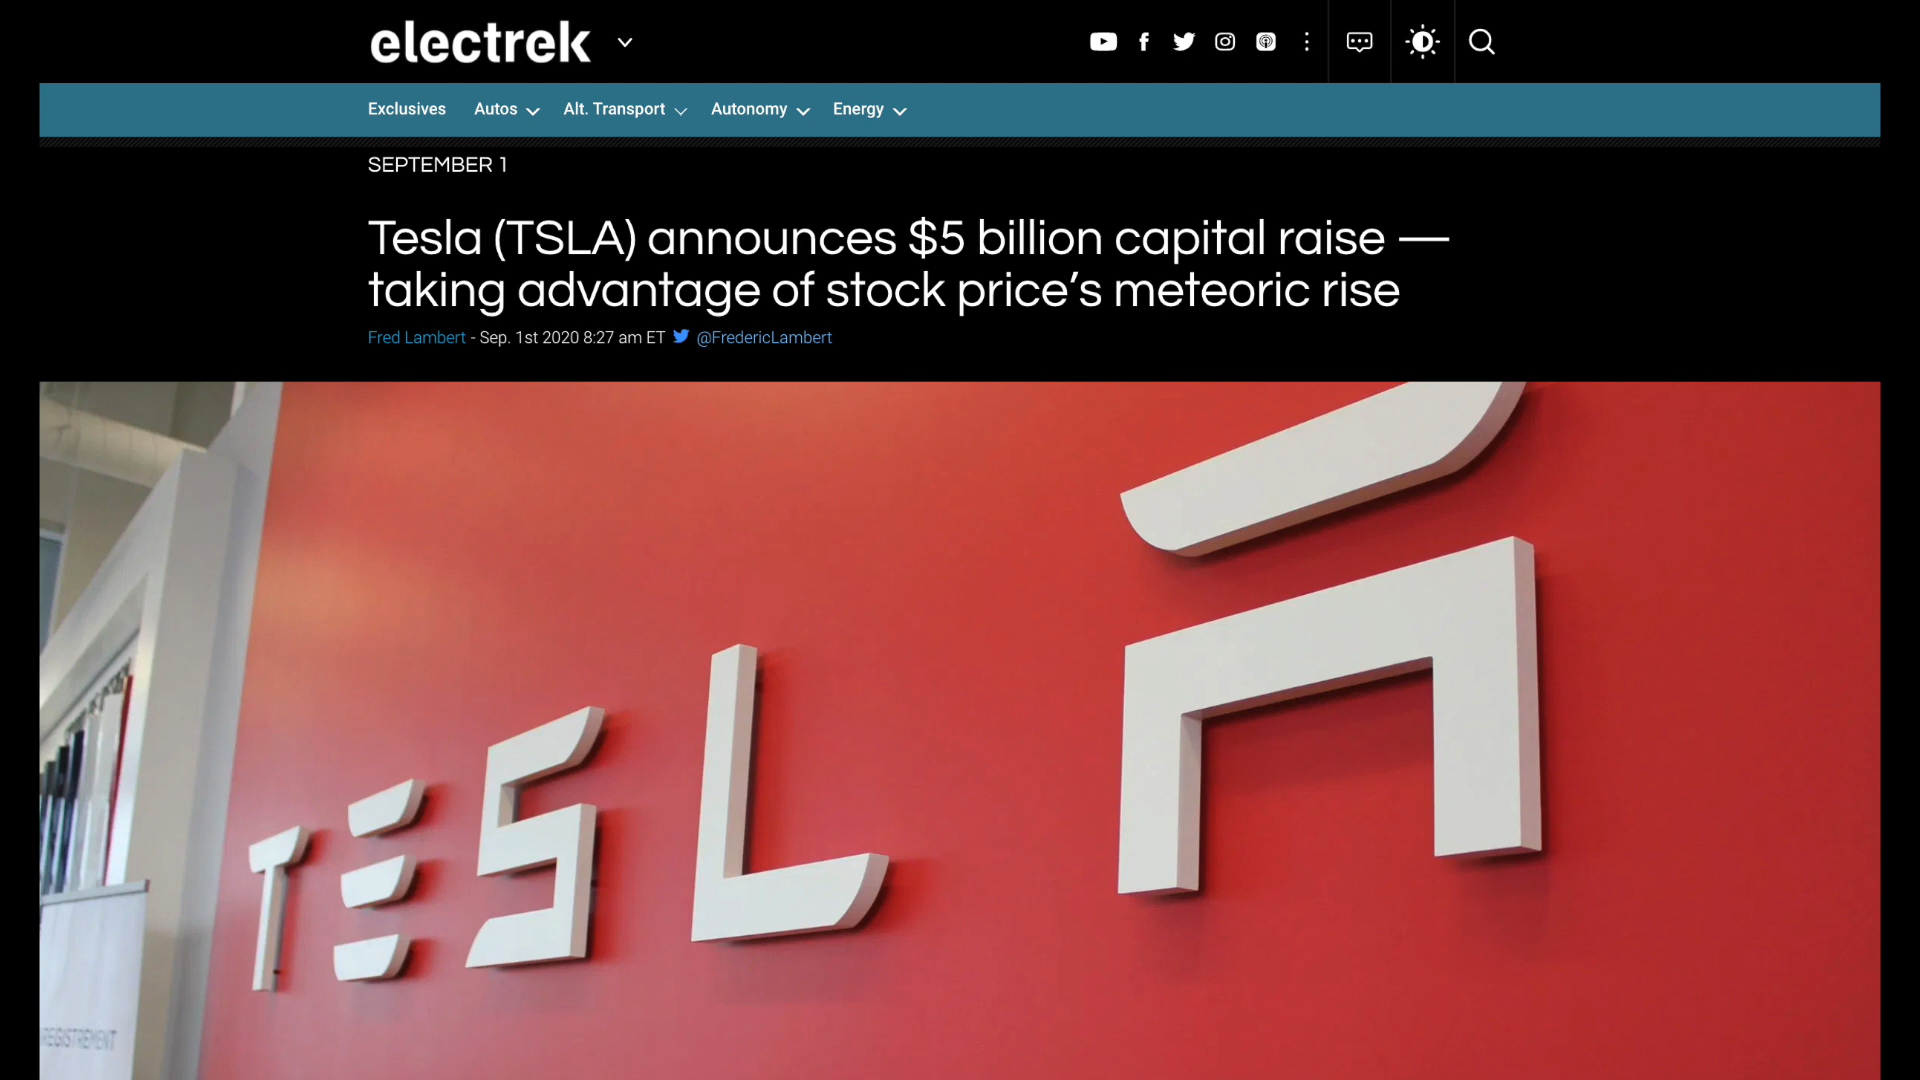 electrek
Exclusives Autos Alt. Transport Autonomy Energy
SEPTEMBER 1
Tesla (TSLA) announces $5 billion capital raise —
taking advantage of stock price’s meteoric rise
Fred Lambert - Sep. 1st 2020 8:27 am ET @FredericLambert
TESLA
REGISTREMENT